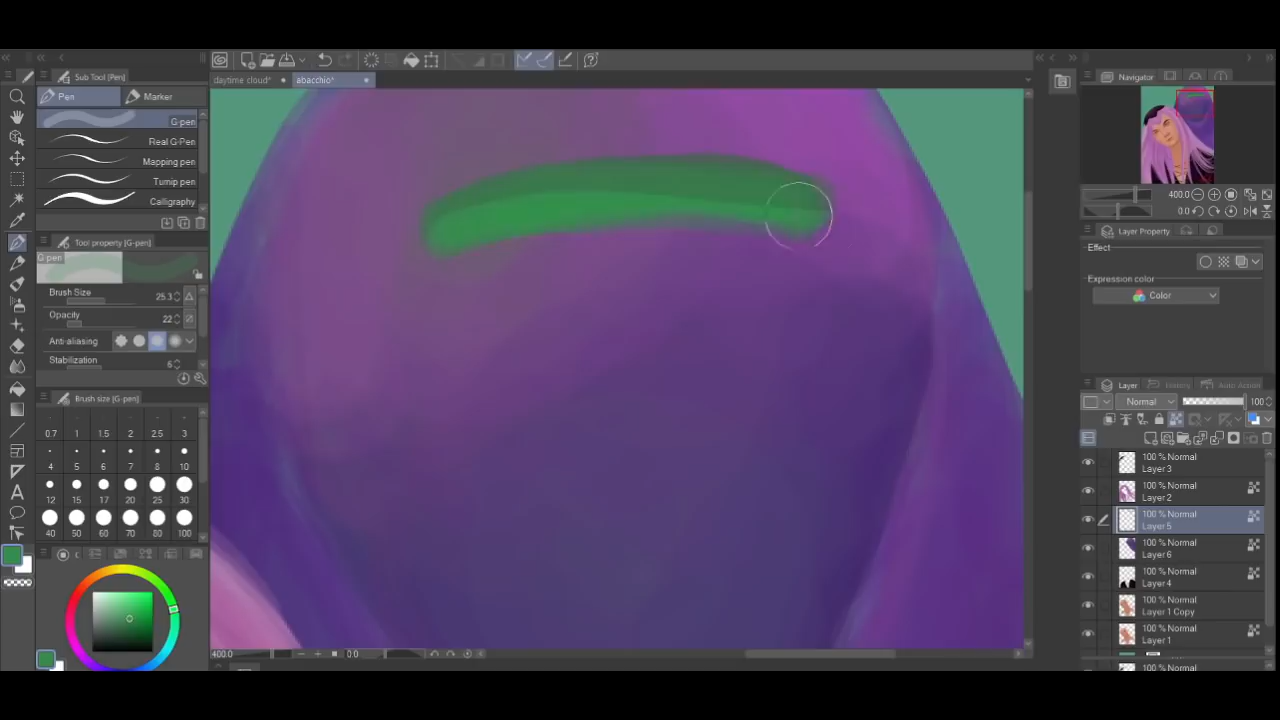 Sub Tool [Pen]
Pen
Marker
G-pen
Real G-Pen
Mapping pen
Turnip pen
Calligraphy
Tool property [G-pen]
G-pen
Brush Size 25.3
Opacity 22
Anti-aliasing
Stabilization 6
Brush size [G-pen]
0.7 1 1.5 2 2.5 3
4 5 6 7 8 10
12 15 17 20 25 30
40 50 60 70 80 100
daytime cloud*
abacchio*
400.0
0.0
Navigator
400.0
0.0
Layer Property
Effect
Expression color
Color
Layer
History
Auto Action
Normal
100
100 % Normal
Layer 3
100 % Normal
Layer 2
100 % Normal
Layer 5
100 % Normal
Layer 6
100 % Normal
Layer 4
100 % Normal
Layer 1 Copy
100 % Normal
Layer 1
100 % Normal